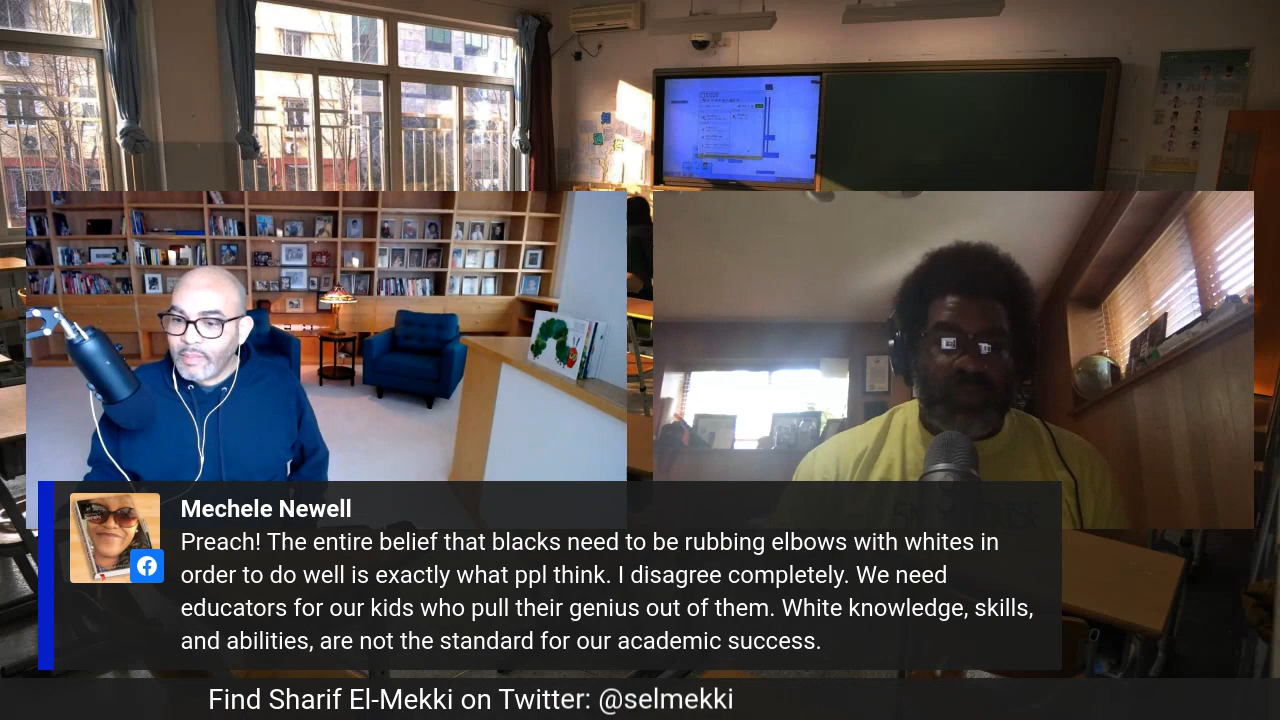 Mechele Newell
Preach! The entire belief that blacks need to be rubbing elbows with whites in
order to do well is exactly what ppl think. I disagree completely. We need
educators for our kids who pull their genius out of them. White knowledge, skills,
and abilities, are not the standard for our academic success.
Find Sharif El-Mekki on Twitter: @selmekki